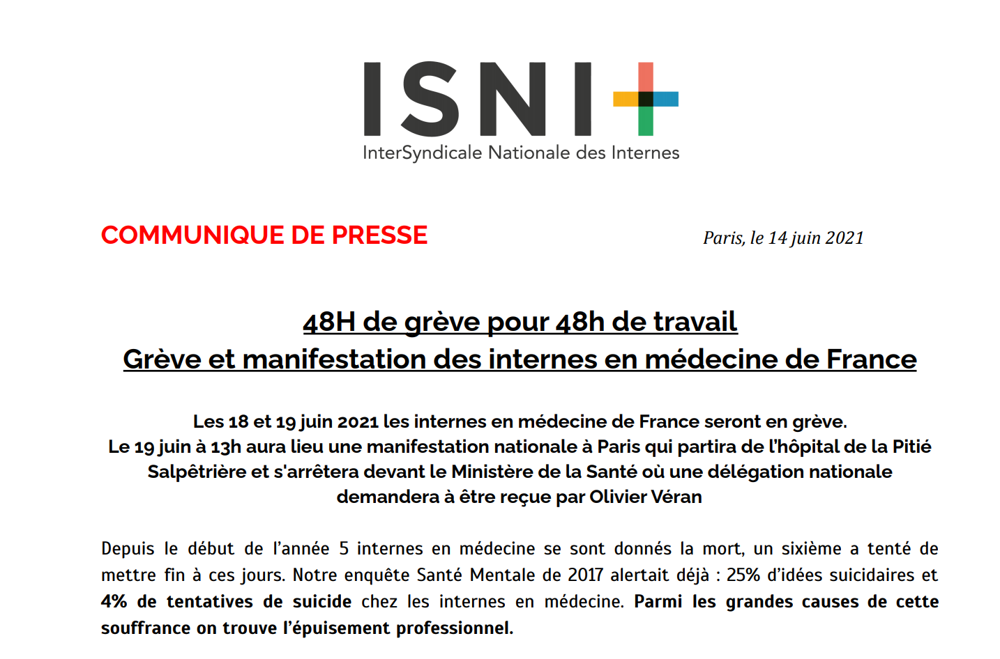 ISNI
InterSyndicale Nationale des Internes
COMMUNIQUE DE PRESSE
Paris, le 14 juin 2021
48H de grève pour 48h de travail
Grève et manifestation des internes en médecine de France
Les 18 et 19 juin 2021 les internes en médecine de France seront en grève.
Le 19 juin à 13h aura lieu une manifestation nationale à Paris qui partira de l’hôpital de la Pitié
Salpêtrière et s'arrêtera devant le Ministère de la Santé où une délégation nationale
demandera à être reçue par Olivier Véran
Depuis le début de l’année 5 internes en médecine se sont donnés la mort, un sixième a tenté de
mettre fin à ces jours. Notre enquête Santé Mentale de 2017 alertait déjà : 25% d’idées suicidaires et
4% de tentatives de suicide chez les internes en médecine. Parmi les grandes causes de cette
souffrance on trouve l’épuisement professionnel.